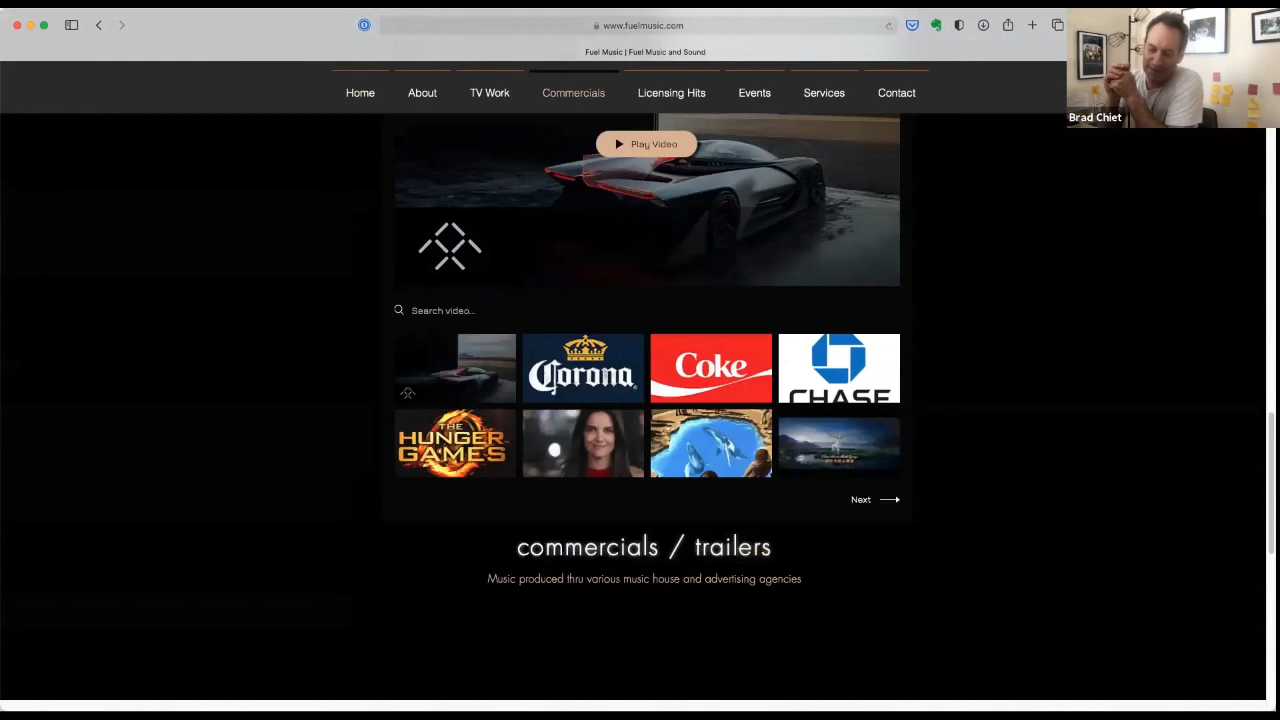 www.fuelmusic.com
Fuel Music | Fuel Music and Sound
Home About TV Work Commercials Licensing Hits Events Services Contact
Brad Chiet
Play Video
Search video...
Corona
Coke
CHASE
THE
HUNGER
GAMES
Next
commercials / trailers
Music produced thru various music house and advertising agencies